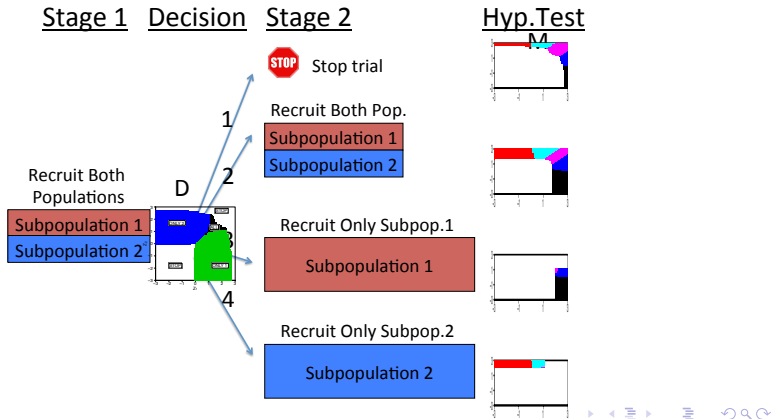 Stage 1 Decision Stage 2 Hyp.Test
M
STOP Stop trial
1
Recruit Both Pop.
Subpopulation 1
Subpopulation 2
2
Recruit Both
Populations
D
Subpopulation 1
Subpopulation 2
3
Recruit Only Subpop.1
Subpopulation 1
4
Recruit Only Subpop.2
Subpopulation 2